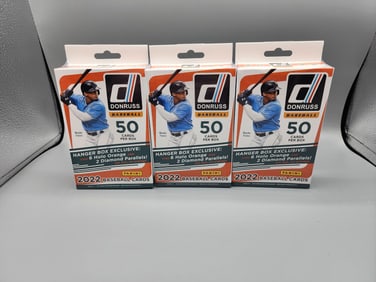 DONRUSS
BASEBALL
50
CARDS
PER BOX
HANGER BOX EXCLUSIVE:
6 Holo Orange
2 Diamond Parallels!
PANINI
2022 BASEBALL CARDS
DONRUSS
BASEBALL
50
CARDS
PER BOX
HANGER BOX EXCLUSIVE:
6 Holo Orange
2 Diamond Parallels!
PANINI
2022 BASEBALL CARDS
DONRUSS
BASEBALL
50
CARDS
PER BOX
HANGER BOX EXCLUSIVE:
6 Holo Orange
2 Diamond Parallels!
PANINI
2022 BASEBALL CARDS